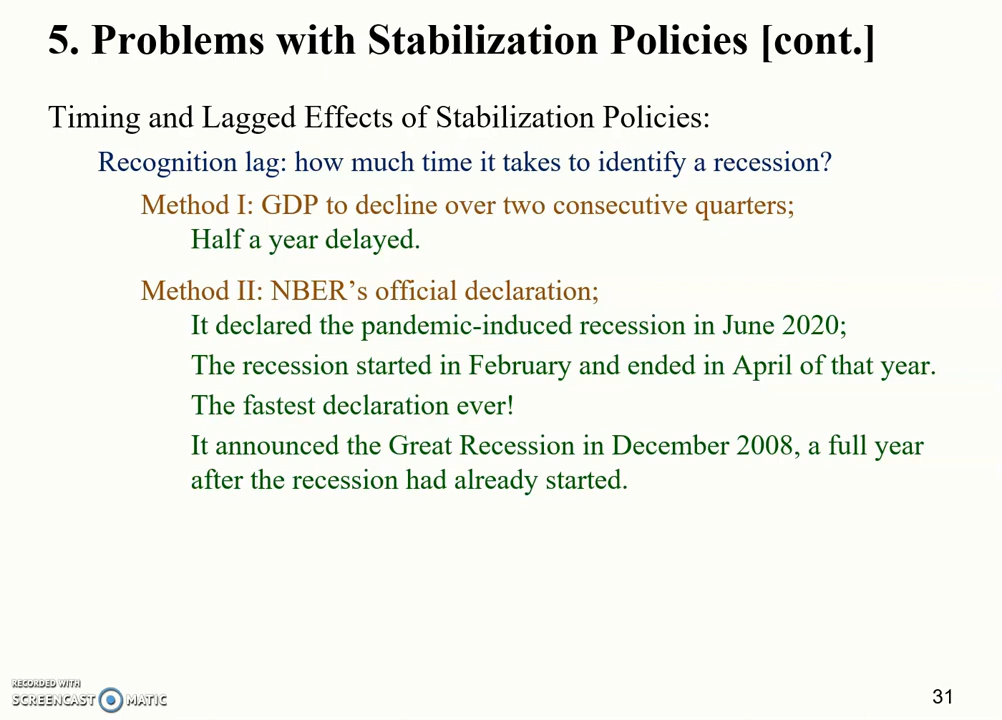 5. Problems with Stabilization Policies [cont.]
Timing and Lagged Effects of Stabilization Policies:
Recognition lag: how much time it takes to identify a recession?
Method I: GDP to decline over two consecutive quarters;
Half a year delayed.
Method II: NBER’s official declaration;
It declared the pandemic-induced recession in June 2020;
The recession started in February and ended in April of that year.
The fastest declaration ever!
It announced the Great Recession in December 2008, a full year
after the recession had already started.
RECORDED WITH
SCREENCAST MATIC
31